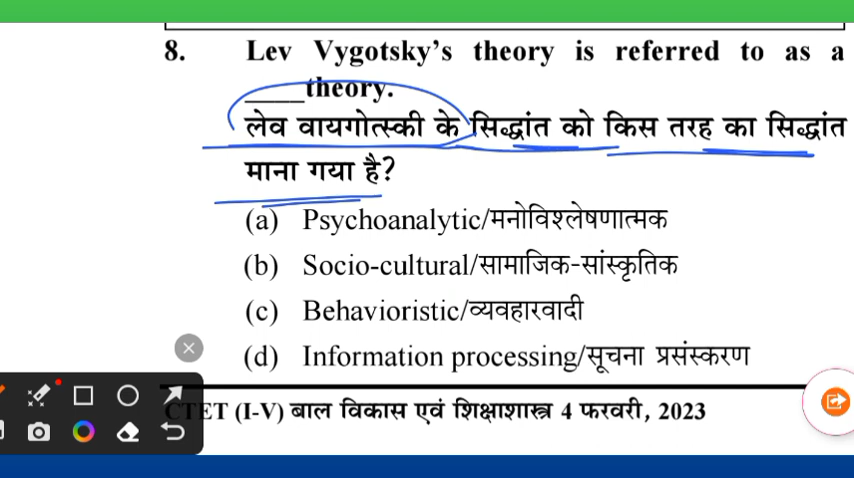 8. Lev Vygotsky's theory is referred to as a
____theory.
लेव वायगोत्स्की के सिद्धांत को किस तरह का सिद्धांत
माना गया है?
(a) Psychoanalytic/मनोविश्लेषणात्मक
(b) Socio-cultural/सामाजिक-सांस्कृतिक
(c) Behavioristic/व्यवहारवादी
(d) Information processing/सूचना प्रसंस्करण
CTET (I-V) बाल विकास एवं शिक्षाशास्त्र 4 फरवरी, 2023